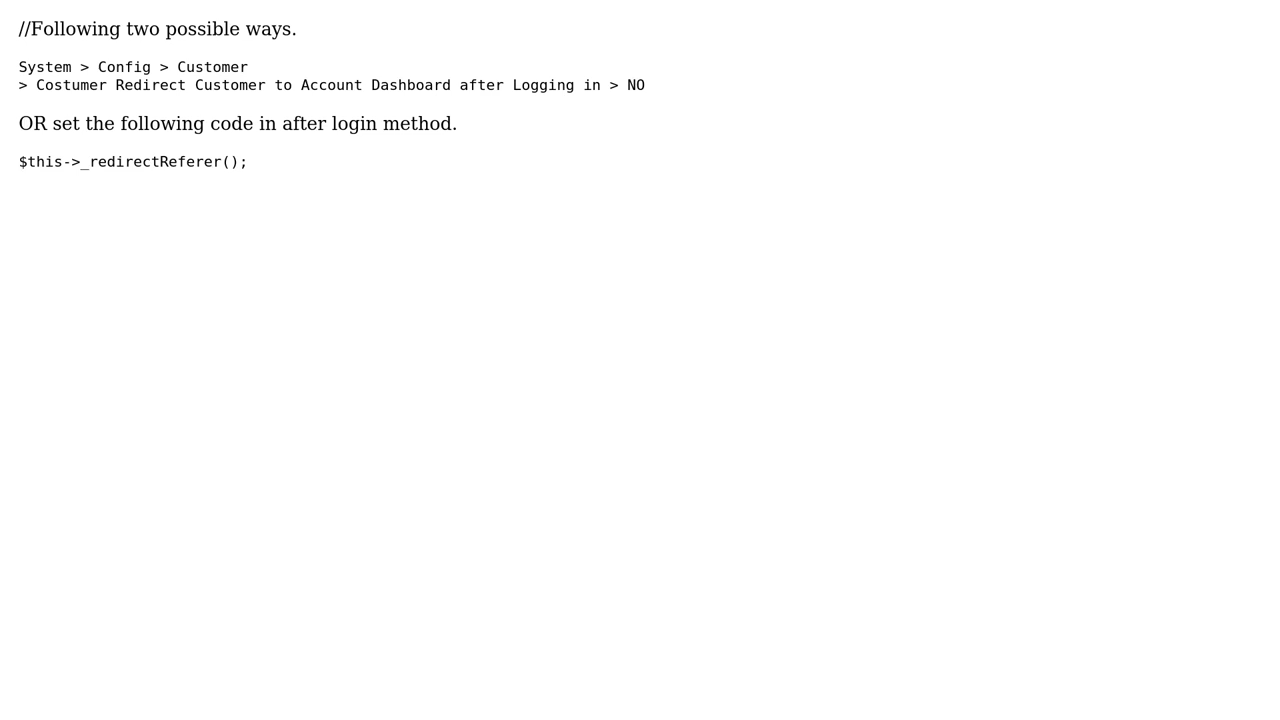 //Following two possible ways.
System > Config > Customer
> Costumer Redirect Customer to Account Dashboard after Logging in > NO
OR set the following code in after login method.
$this->_redirectReferer();